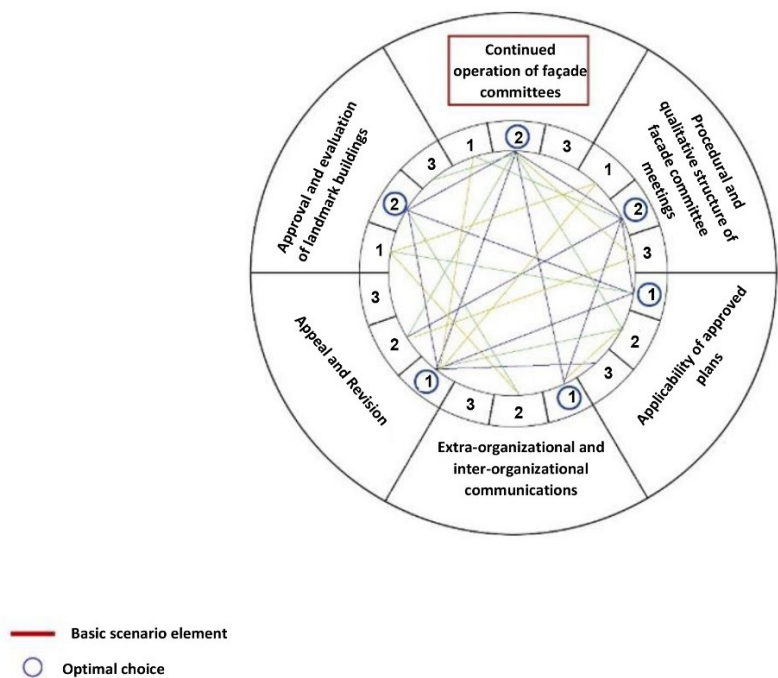 Continued
operation of façade
committees
Procedural and
qualitative structure of
facade committee
meetings
Applicability of approved
plans
Extra-organizational and
inter-organizational
communications
Appeal and Revision
Approval and evaluation
of landmark buildings
1
2
3
1
2
3
1
2
3
1
2
3
1
2
3
1
2
3
Basic scenario element
Optimal choice